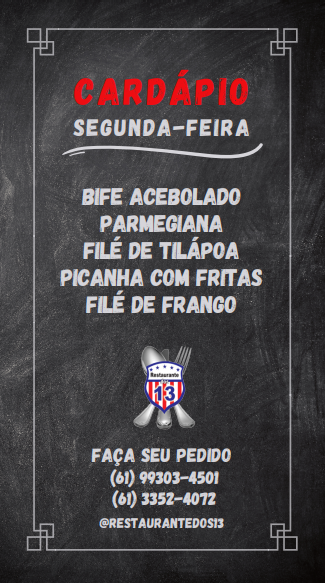 CARDÁPIO
SEGUNDA-FEIRA
BIFE ACEBOLADO
PARMEGIANA
FILÉ DE TILÁPOA
PICANHA COM FRITAS
FILÉ DE FRANGO
Restaurante
13
FAÇA SEU PEDIDO
(61) 99303-4501
(61) 3352-4072
@RESTAURANTEDOS13